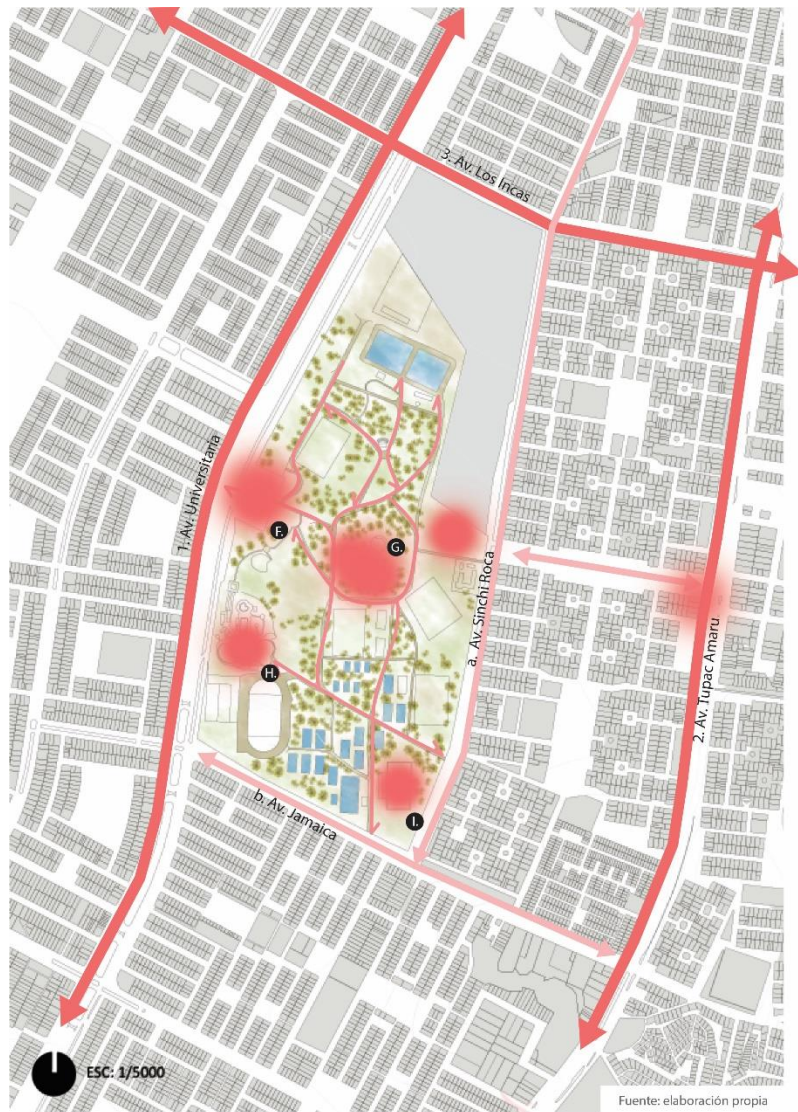 3. Av. Los Incas
1. Av. Universitaria
F.
G.
a. Av. Sinchi Roca
2. Av. Tupac Amaru
H.
b. Av. Jamaica
I.
ESC: 1/5000
Fuente: elaboración propia